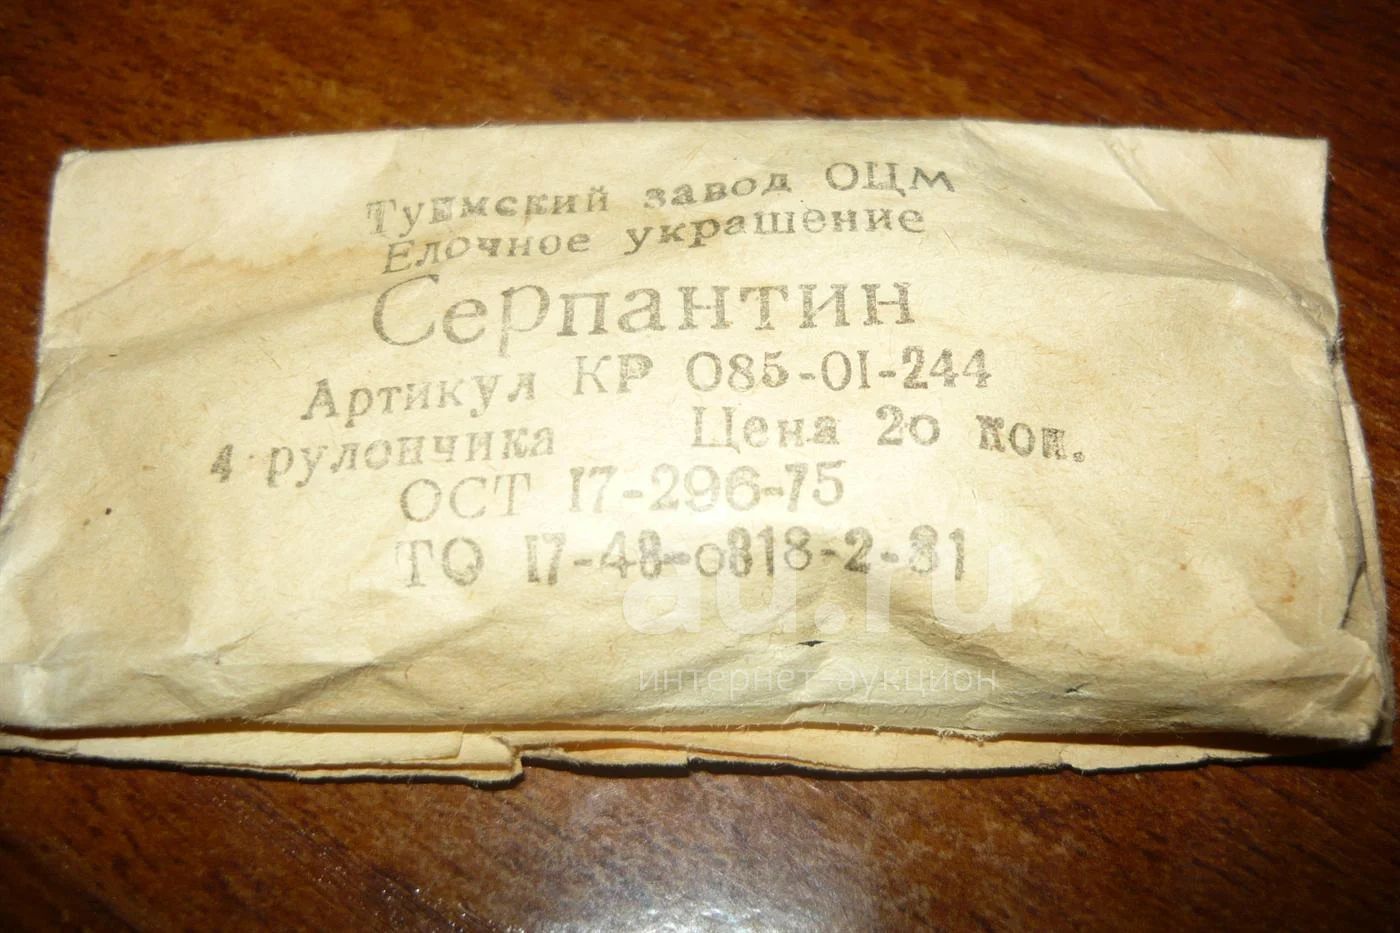 Туимский завод ОЦм
Елочное украшение
Серпантин
Артикул КР 085-01-244
4 рулончика Цена 20 коп.
ОСТ 17-296-75
ТО 17-48-0818-2-81
au.ru
интернет-аукцион